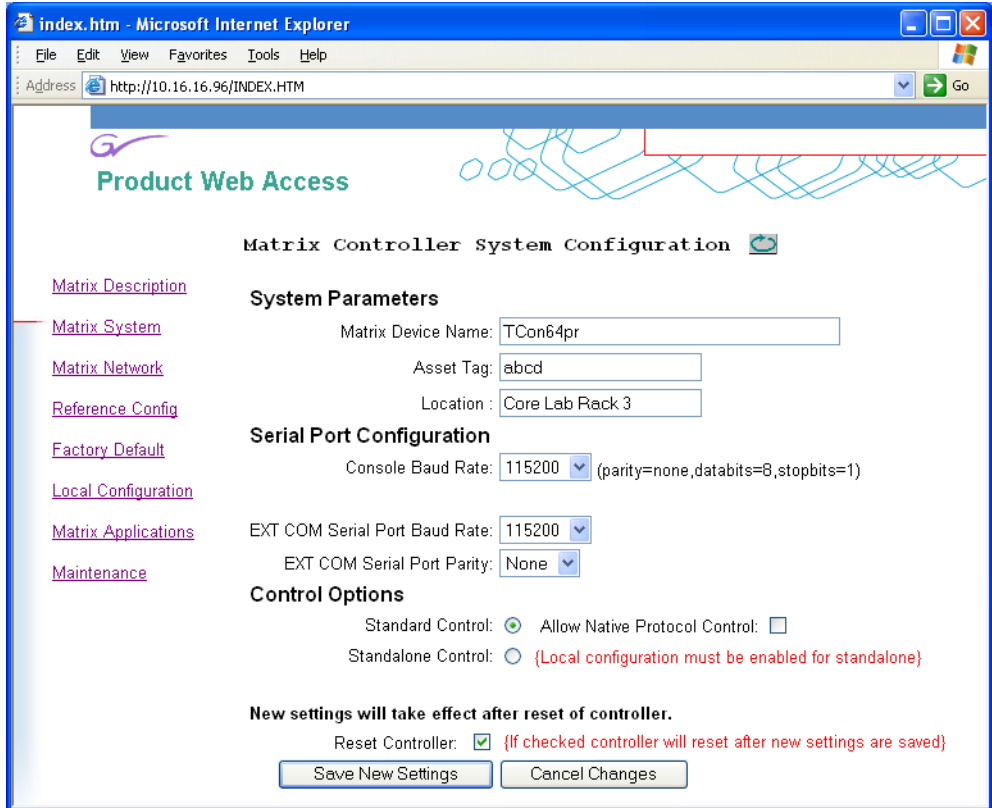 index.htm - Microsoft Internet Explorer
File Edit View Favorites Tools Help
Address http://10.16.16.96/INDEX.HTM Go
Product Web Access
Matrix Controller System Configuration
Matrix Description
Matrix System
Matrix Network
Reference Config
Factory Default
Local Configuration
Matrix Applications
Maintenance
System Parameters
Matrix Device Name: TCon64pr
Asset Tag: abcd
Location : Core Lab Rack 3
Serial Port Configuration
Console Baud Rate: 115200 (parity=none,databits=8,stopbits=1)
EXT COM Serial Port Baud Rate: 115200
EXT COM Serial Port Parity: None
Control Options
Standard Control: Allow Native Protocol Control:
Standalone Control: {Local configuration must be enabled for standalone}
New settings will take effect after reset of controller.
Reset Controller: {If checked controller will reset after new settings are saved}
Save New Settings Cancel Changes